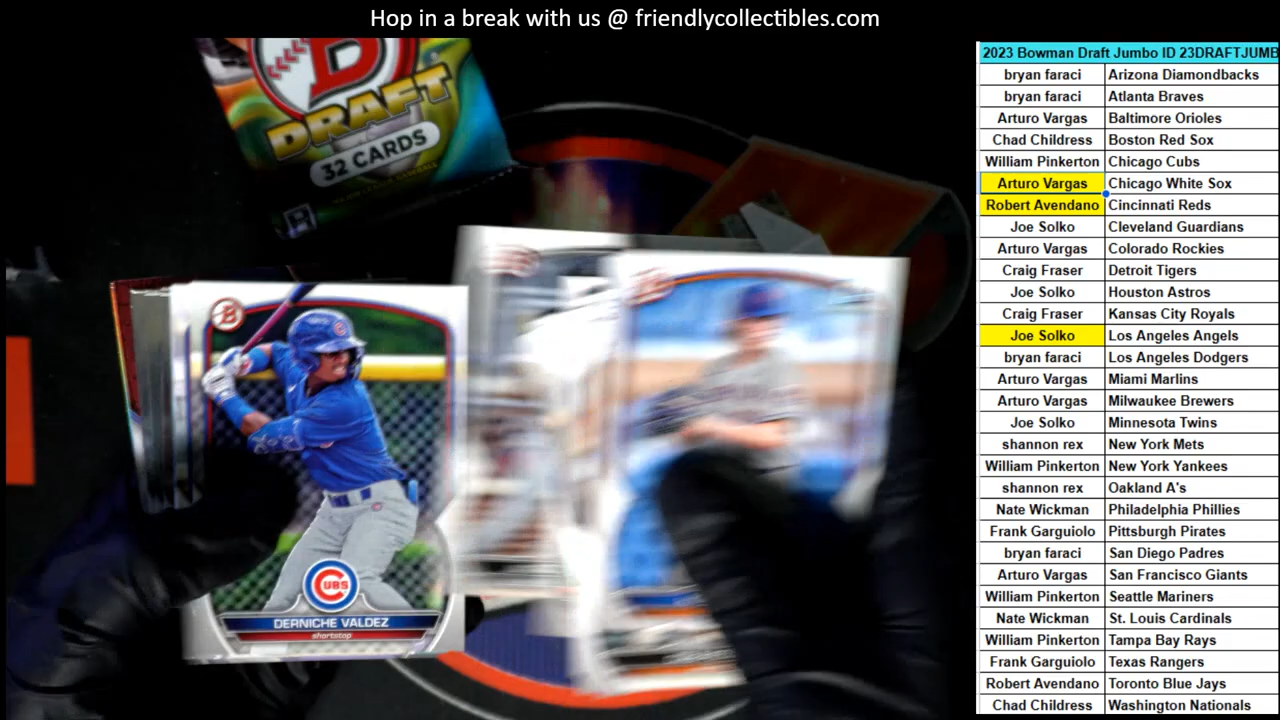 Hop in a break with us @ friendlycollectibles.com
B
DRAFT
32 CARDS
B
CUBS
DERNICHE VALDEZ
shortstop
2023 Bowman Draft Jumbo ID 23DRAFTJUMB
bryan faraci Arizona Diamondbacks
bryan faraci Atlanta Braves
Arturo Vargas Baltimore Orioles
Chad Childress Boston Red Sox
William Pinkerton Chicago Cubs
Arturo Vargas Chicago White Sox
Robert Avendano Cincinnati Reds
Joe Solko Cleveland Guardians
Arturo Vargas Colorado Rockies
Craig Fraser Detroit Tigers
Joe Solko Houston Astros
Craig Fraser Kansas City Royals
Joe Solko Los Angeles Angels
bryan faraci Los Angeles Dodgers
Arturo Vargas Miami Marlins
Arturo Vargas Milwaukee Brewers
Joe Solko Minnesota Twins
shannon rex New York Mets
William Pinkerton New York Yankees
shannon rex Oakland A's
Nate Wickman Philadelphia Phillies
Frank Garguiolo Pittsburgh Pirates
bryan faraci San Diego Padres
Arturo Vargas San Francisco Giants
William Pinkerton Seattle Mariners
Nate Wickman St. Louis Cardinals
William Pinkerton Tampa Bay Rays
Frank Garguiolo Texas Rangers
Robert Avendano Toronto Blue Jays
Chad Childress Washington Nationals